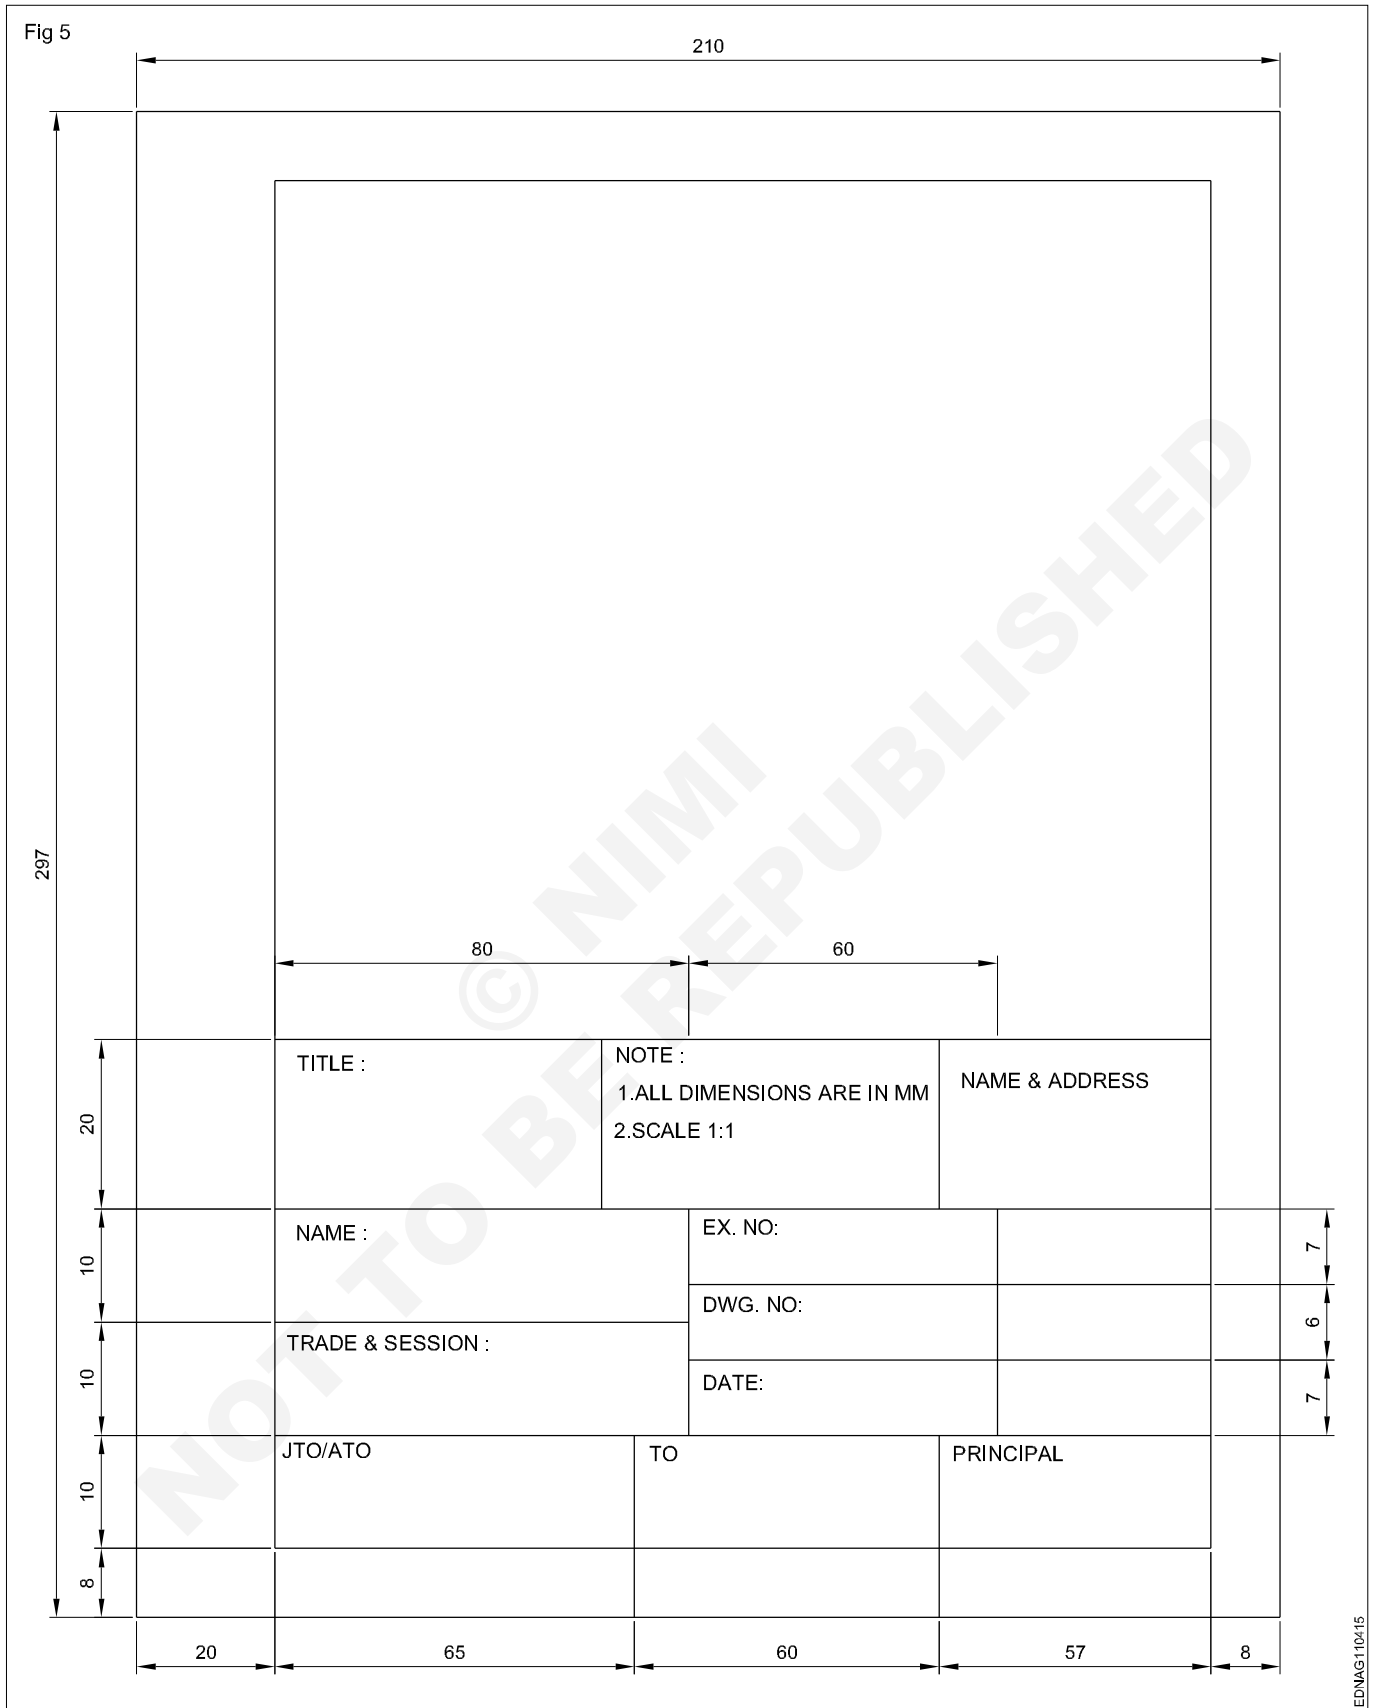 Fig 5
210
297
80
60
TITLE :
NOTE :
1.ALL DIMENSIONS ARE IN MM
2.SCALE 1:1
NAME & ADDRESS
20
NAME :
EX. NO:
7
10
DWG. NO:
6
TRADE & SESSION :
10
DATE:
7
JTO/ATO
TO
PRINCIPAL
10
8
20
65
60
57
8
EDNAG110415
© NIMI
NOT TO BE REPUBLISHED